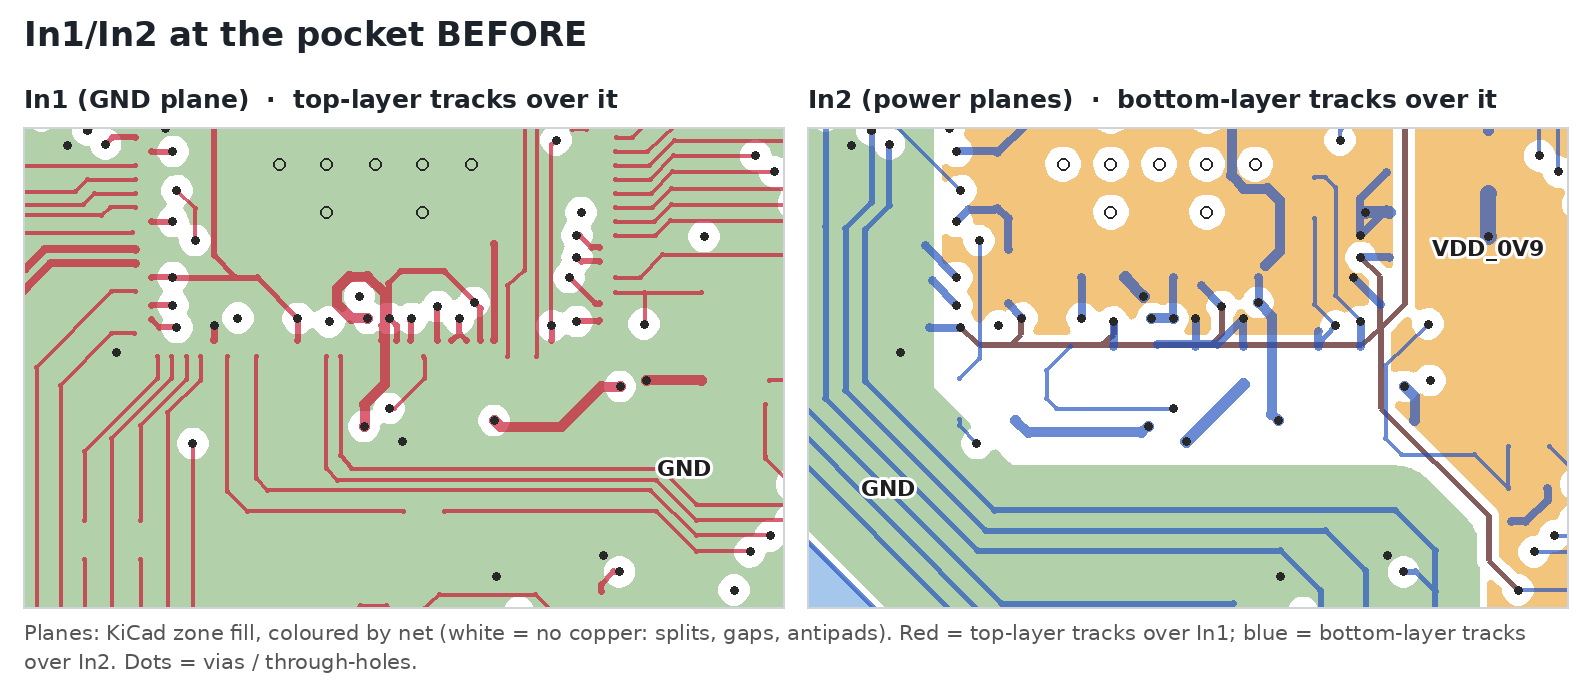 In1/In2 at the pocket BEFORE
In1 (GND plane) · top-layer tracks over it
In2 (power planes) · bottom-layer tracks over it
VDD_0V9
GND
GND
Planes: KiCad zone fill, coloured by net (white = no copper: splits, gaps, antipads). Red = top-layer tracks over In1; blue = bottom-layer tracks
over In2. Dots = vias / through-holes.